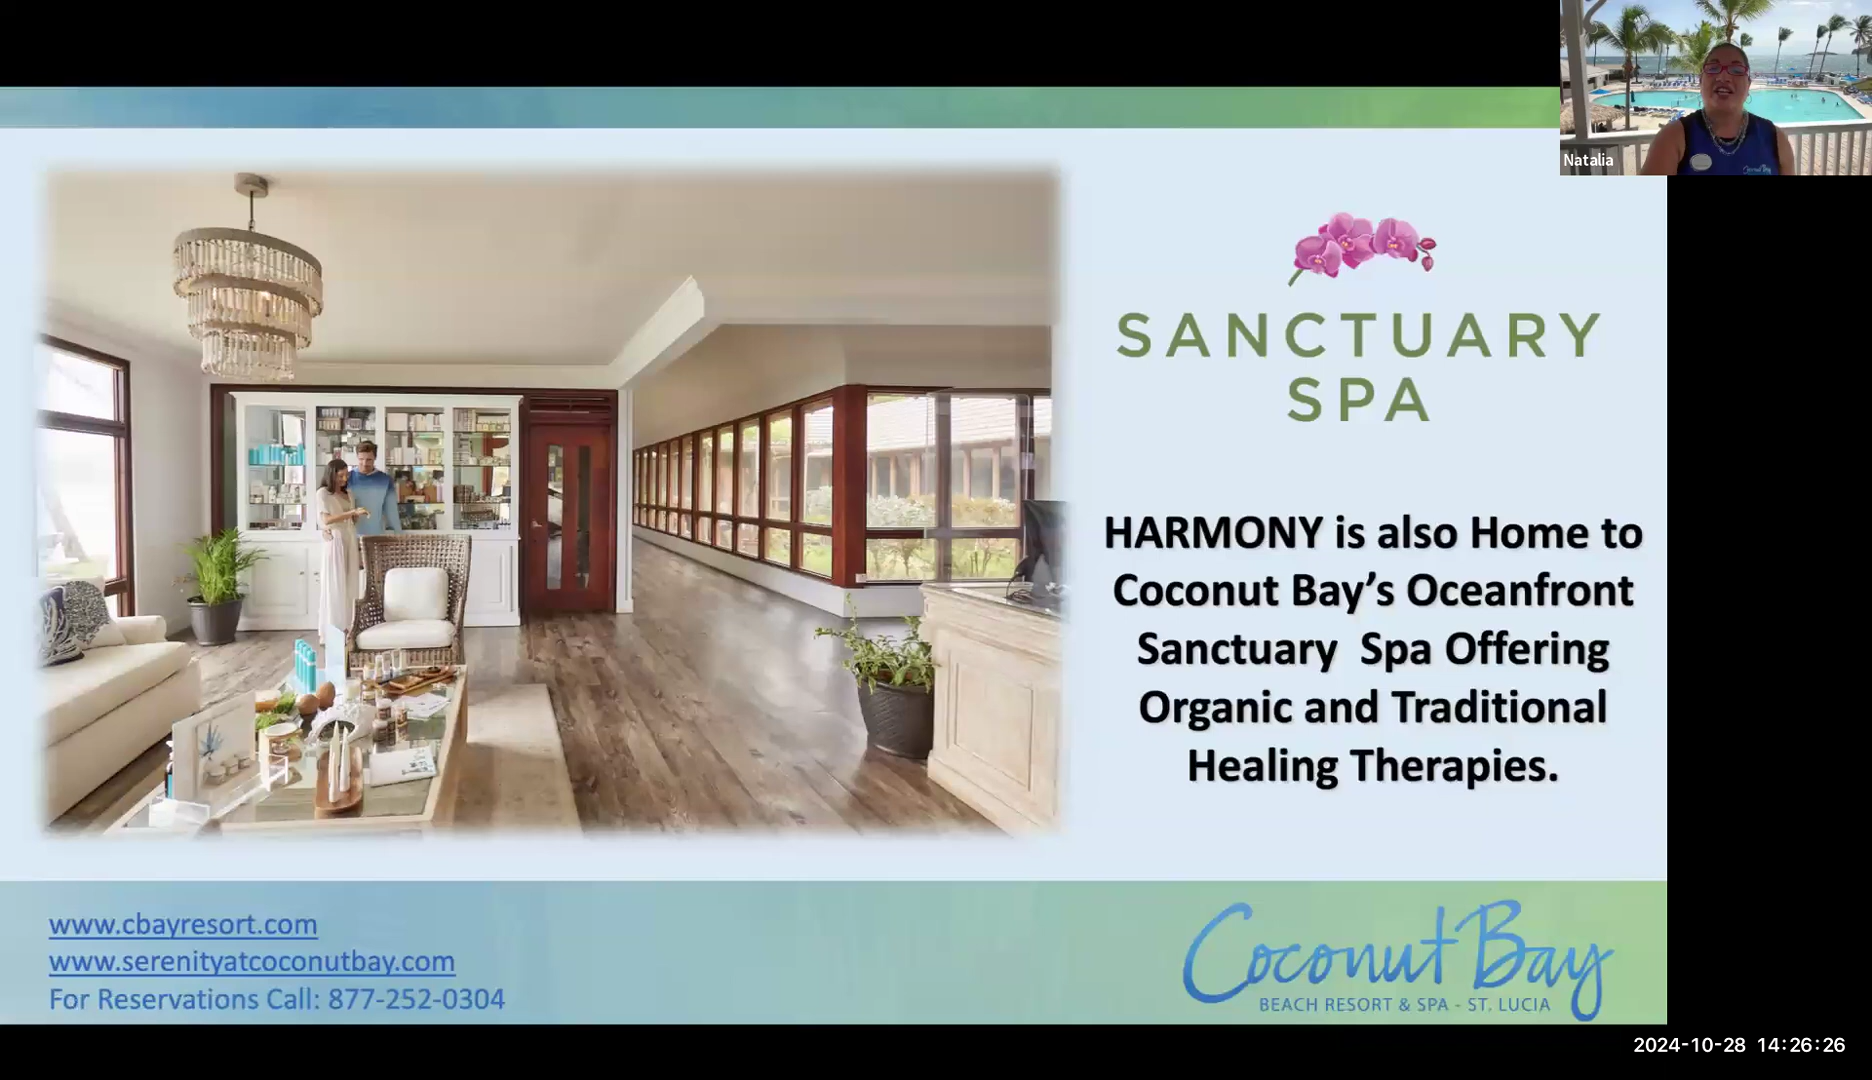 Natalia
SANCTUARY
SPA
HARMONY is also Home to
Coconut Bay’s Oceanfront
Sanctuary  Spa Offering
Organic and Traditional
Healing Therapies.
www.cbayresort.com
www.serenityatcoconutbay.com
For Reservations Call: 877-252-0304
Coconut Bay
BEACH RESORT & SPA - ST. LUCIA
2024-10-28 14:26:26